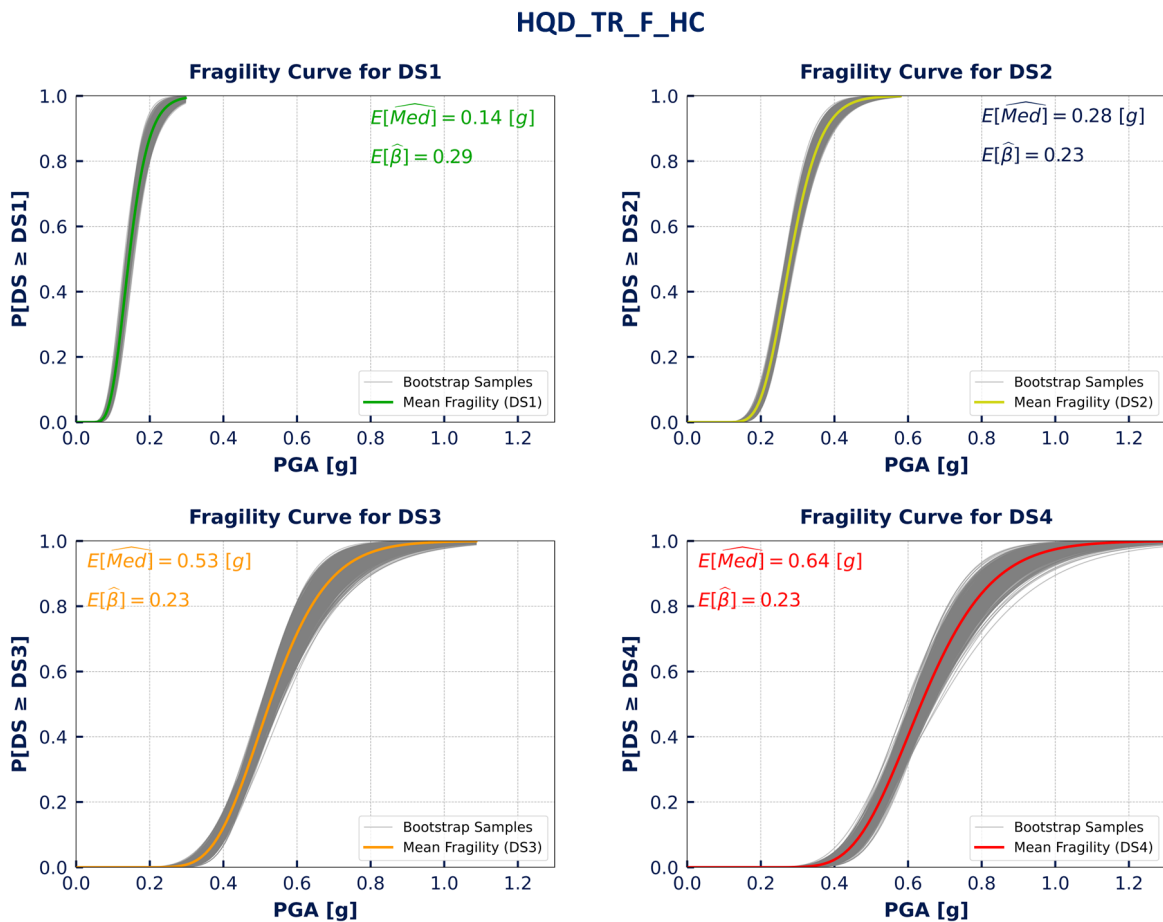 HQD_TR_F_HC
Fragility Curve for DS1
P[DS ≥ DS1]
1.0
0.8
0.6
0.4
0.2
0.0
E[M̂ed] = 0.14 [g]
E[β̂] = 0.29
Bootstrap Samples
Mean Fragility (DS1)
0.0 0.2 0.4 0.6 0.8 1.0 1.2
PGA [g]
Fragility Curve for DS2
P[DS ≥ DS2]
1.0
0.8
0.6
0.4
0.2
0.0
E[M̂ed] = 0.28 [g]
E[β̂] = 0.23
Bootstrap Samples
Mean Fragility (DS2)
0.0 0.2 0.4 0.6 0.8 1.0 1.2
PGA [g]
Fragility Curve for DS3
P[DS ≥ DS3]
1.0
0.8
0.6
0.4
0.2
0.0
E[M̂ed] = 0.53 [g]
E[β̂] = 0.23
Bootstrap Samples
Mean Fragility (DS3)
0.0 0.2 0.4 0.6 0.8 1.0 1.2
PGA [g]
Fragility Curve for DS4
P[DS ≥ DS4]
1.0
0.8
0.6
0.4
0.2
0.0
E[M̂ed] = 0.64 [g]
E[β̂] = 0.23
Bootstrap Samples
Mean Fragility (DS4)
0.0 0.2 0.4 0.6 0.8 1.0 1.2
PGA [g]